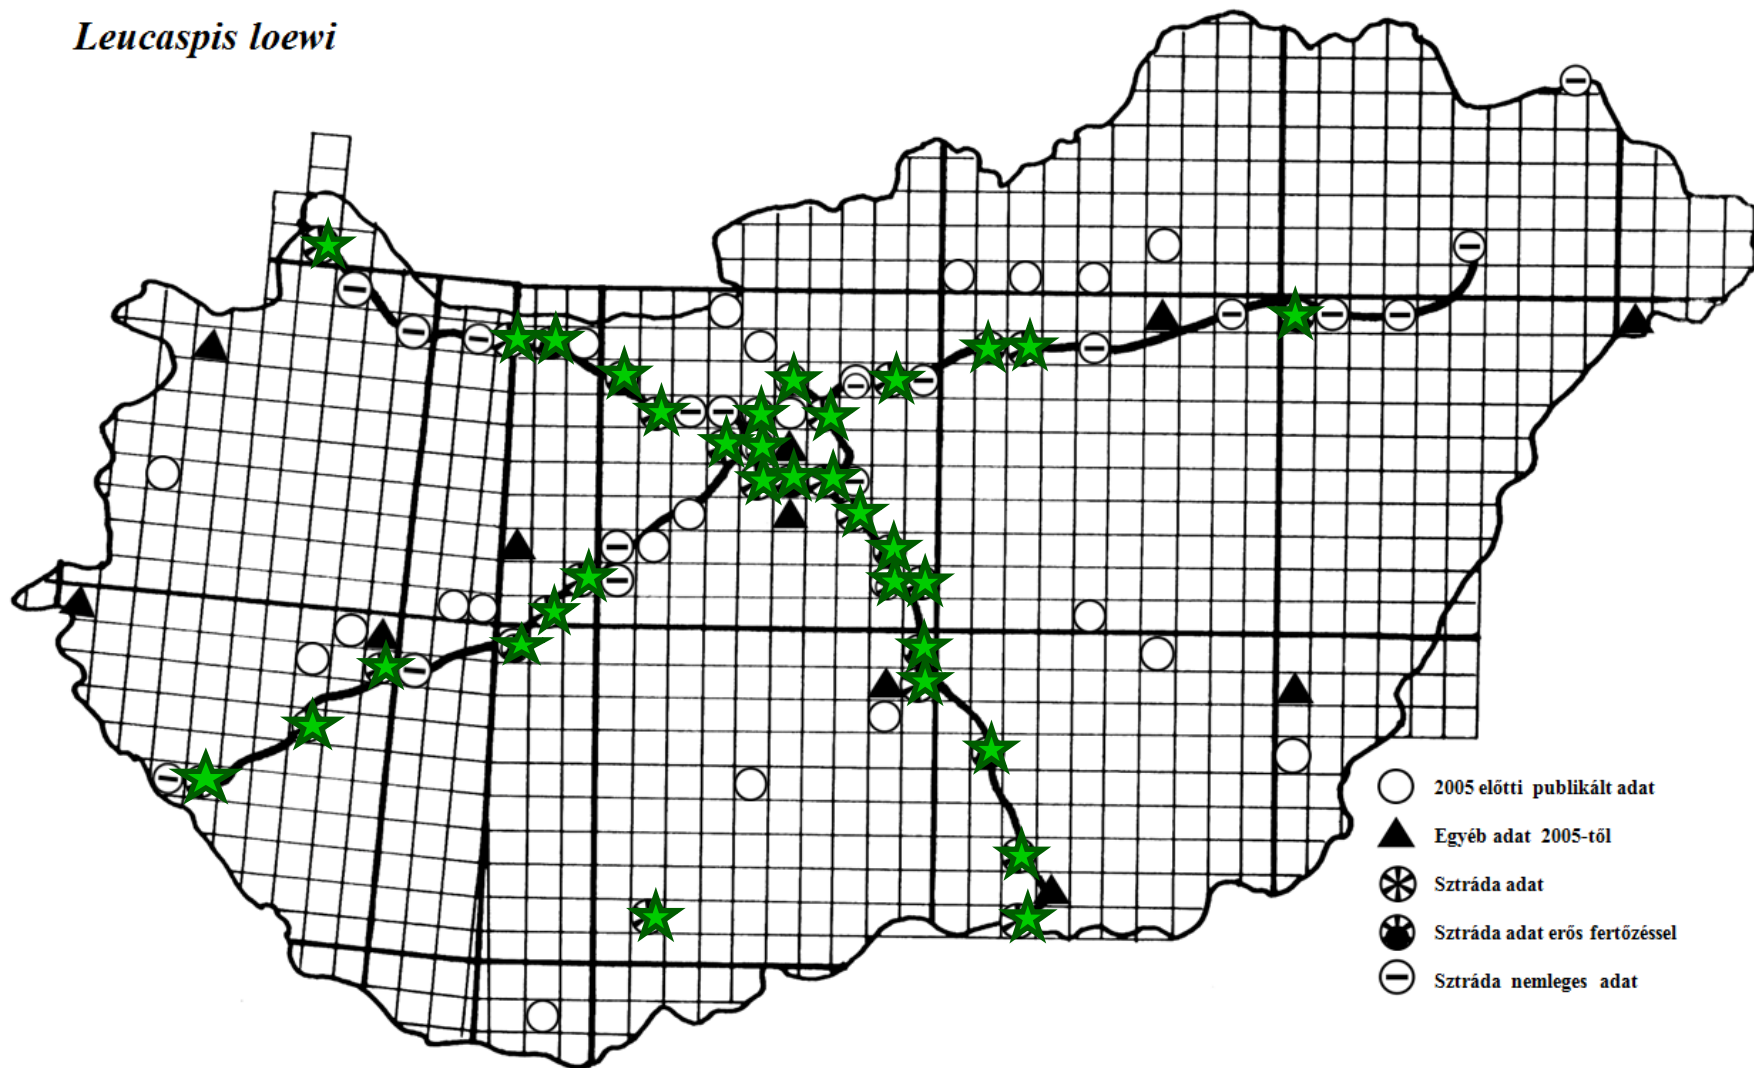 Leucaspis loewi
2005 előtti publikált adat
Egyéb adat 2005-től
Sztráda adat
Sztráda adat erős fertőzéssel
Sztráda nemleges adat